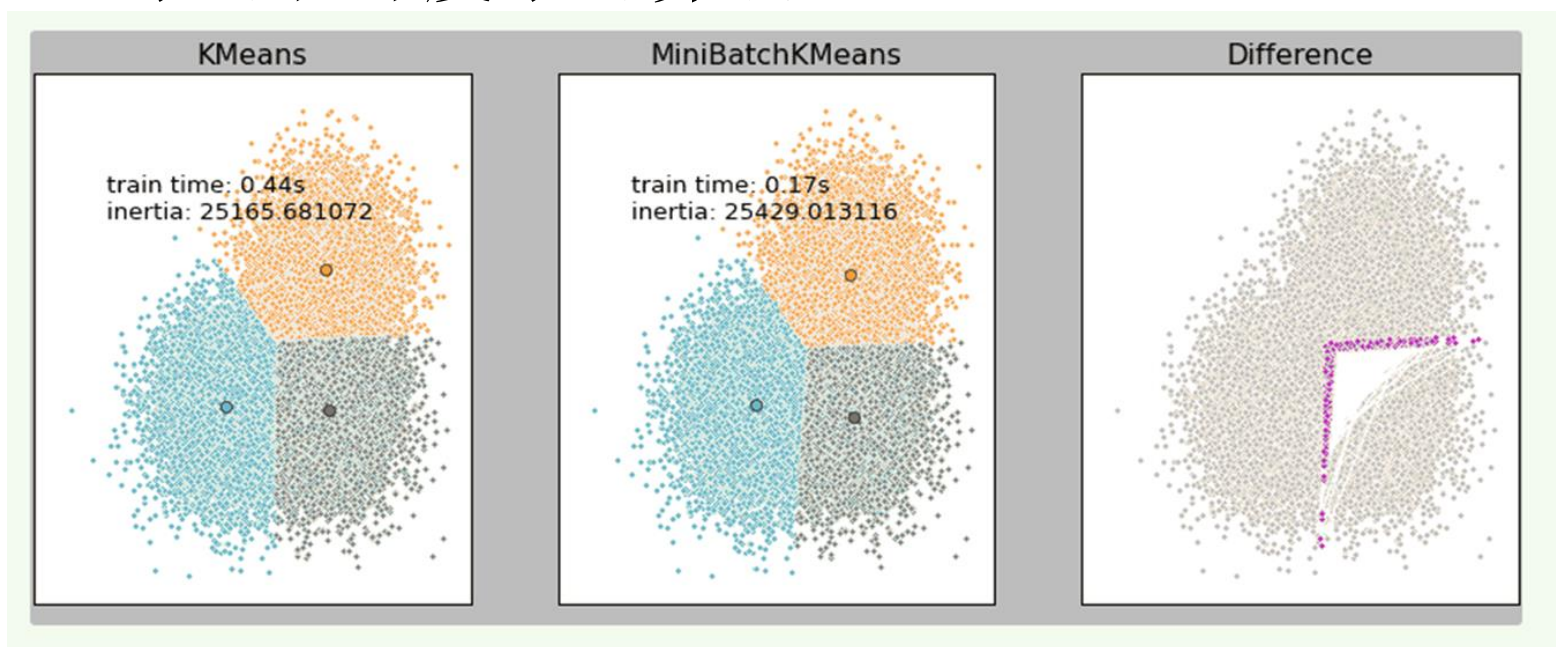 KMeans
train time: 0.44s
inertia: 25165.681072
MiniBatchKMeans
train time: 0.17s
inertia: 25429.013116
Difference